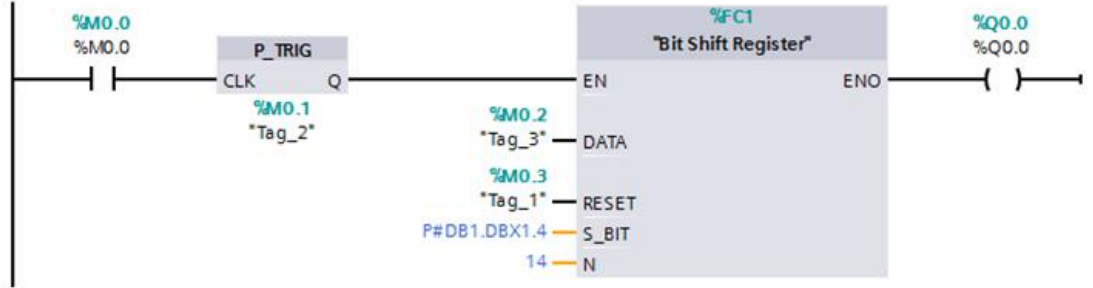 %M0.0
%M0.0
P_TRIG
CLK Q
%M0.1
"Tag_2"
%FC1
"Bit Shift Register"
EN ENO
%M0.2
"Tag_3" DATA
%M0.3
"Tag_1" RESET
P#DB1.DBX1.4 S_BIT
14 N
%Q0.0
%Q0.0